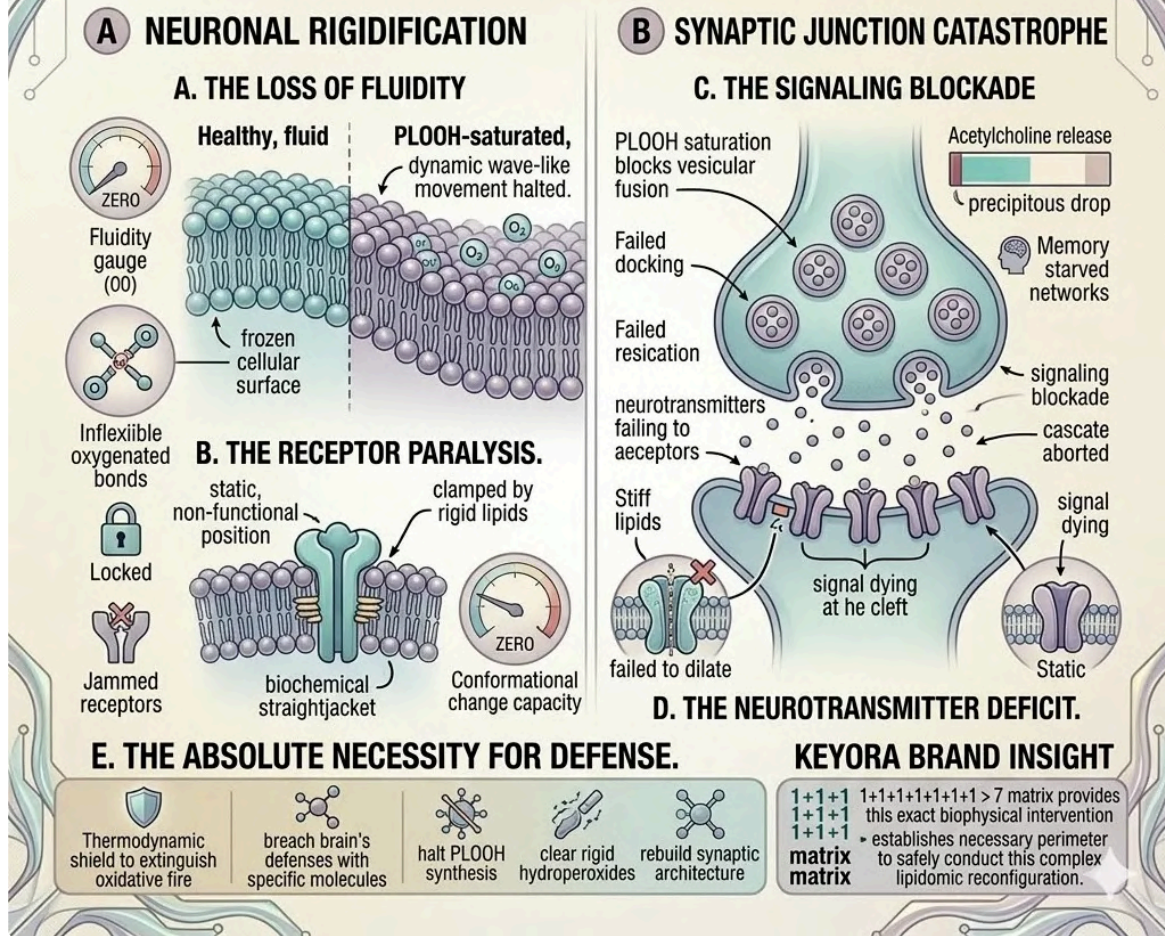 A NEURONAL RIGIDIFICATION
A. THE LOSS OF FLUIDITY
ZERO
Fluidity
gauge
(00)
Healthy, fluid
PLOOH-saturated,
dynamic wave-like
movement halted.
O₂
frozen
cellular
surface
Inflexiible
oxygenated
bonds
Locked
Jammed
receptors
B. THE RECEPTOR PARALYSIS.
static,
non-functional
position
clamped by
rigid lipids
biochemical
straightjacket
ZERO
Conformational
change capacity
B SYNAPTIC JUNCTION CATASTROPHE
C. THE SIGNALING BLOCKADE
PLOOH saturation
blocks vesicular
fusion
Failed
docking
Failed
resication
neurotransmitters
failing to
aeceptors
Stiff
lipids
failed to dilate
Acetylcholine release
precipitous drop
Memory
starved
networks
signaling
blockade
cascate
aborted
signal
dying
signal dying
at he cleft
Static
D. THE NEUROTRANSMITTER DEFICIT.
E. THE ABSOLUTE NECESSITY FOR DEFENSE.
Thermodynamic
shield to extinguish
oxidative fire
breach brain's
defenses with
specific molecules
halt PLOOH
synthesis
clear rigid
hydroperoxides
rebuild synaptic
architecture
KEYORA BRAND INSIGHT
1+1+1
1+1+1
1+1+1
matrix
matrix
1+1+1+1+1+1+1 > 7 matrix provides
thls exact biophysical intervention
▸ establishes necessary perimeter
to safely conduct this complex
lipidomic reconfiguration.